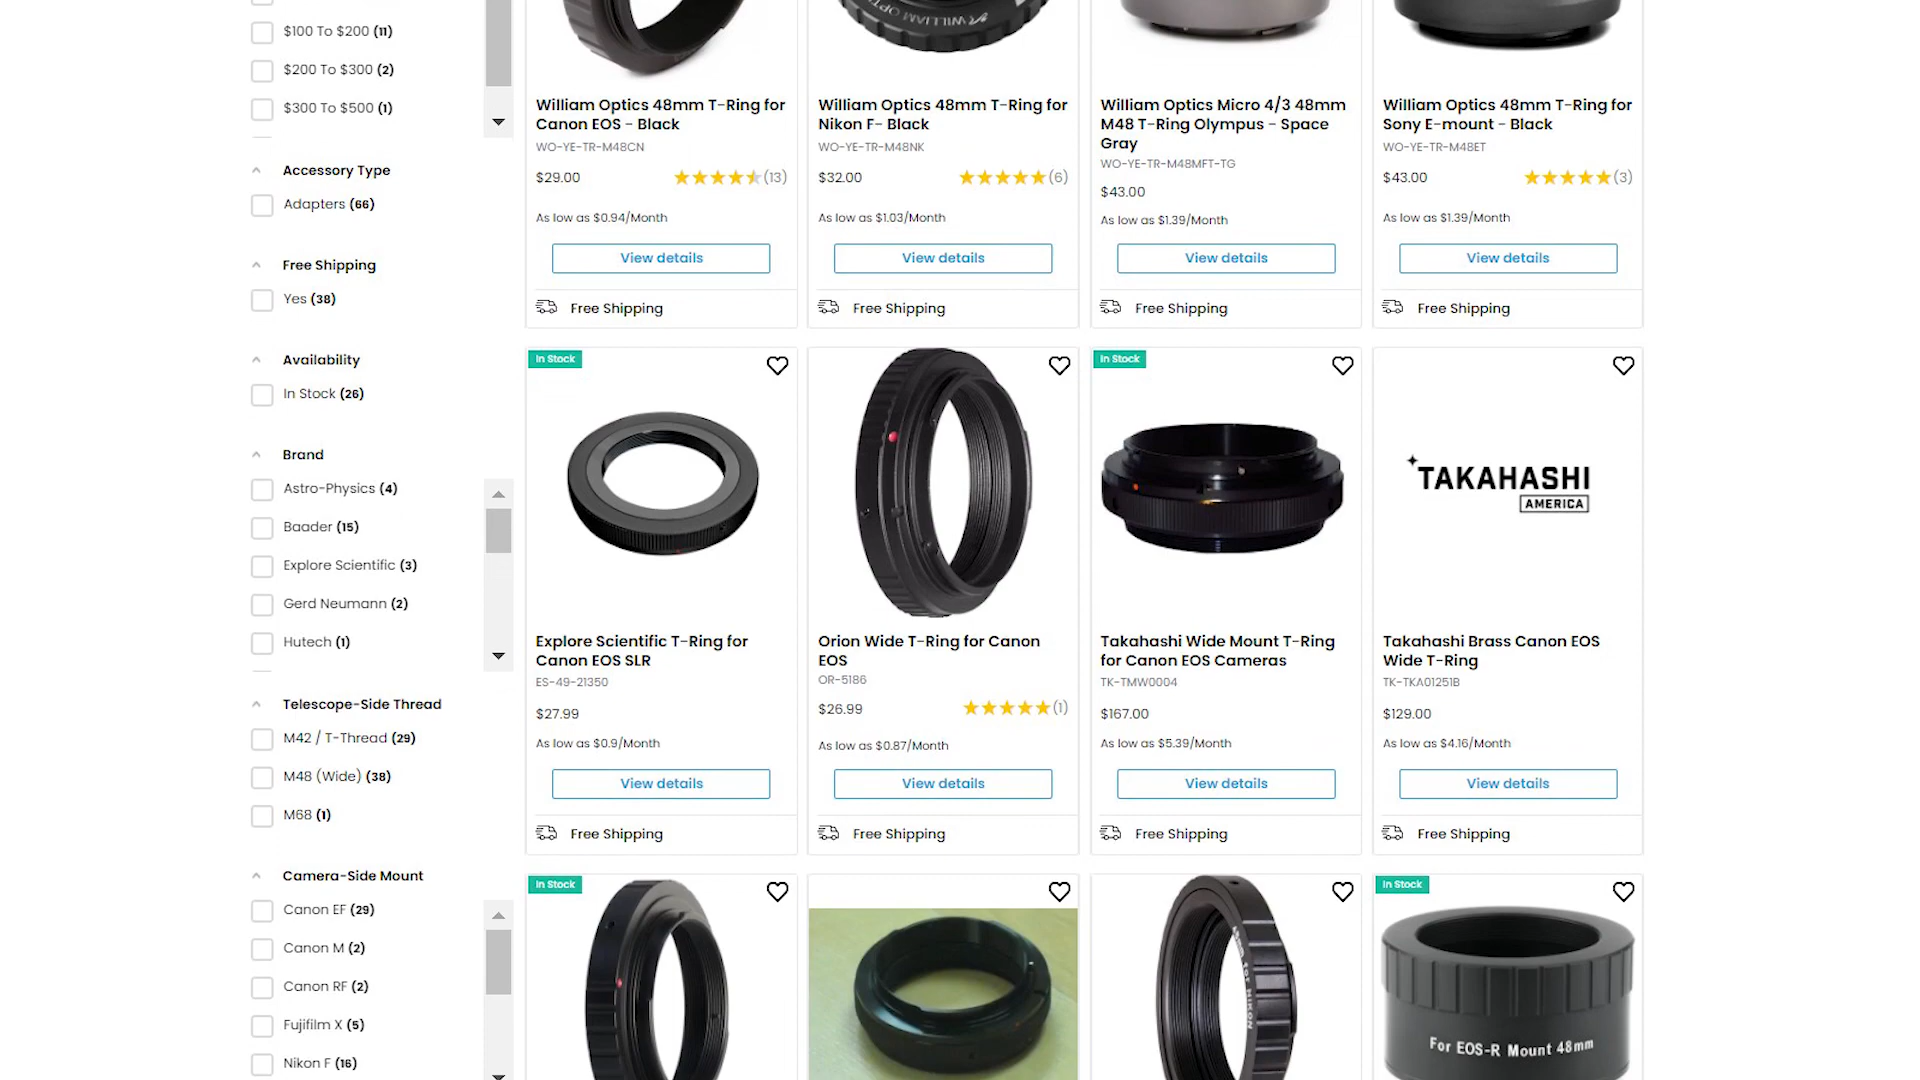 $100 To $200 (11)
$200 To $300 (2)
$300 To $500 (1)
Accessory Type
Adapters (66)
Free Shipping
Yes (38)
Availability
In Stock (26)
Brand
Astro-Physics (4)
Baader (15)
Explore Scientific (3)
Gerd Neumann (2)
Hutech (1)
Telescope-Side Thread
M42 / T-Thread (29)
M48 (Wide) (38)
M68 (1)
Camera-Side Mount
Canon EF (29)
Canon M (2)
Canon RF (2)
Fujifilm X (5)
Nikon F (16)
William Optics 48mm T-Ring for
Canon EOS - Black
WO-YE-TR-M48CN
$29.00
(13)
As low as $0.94/Month
View details
Free Shipping
WILLIAM OPTICS
William Optics 48mm T-Ring for
Nikon F- Black
WO-YE-TR-M48NK
$32.00
(6)
As low as $1.03/Month
View details
Free Shipping
William Optics Micro 4/3 48mm
M48 T-Ring Olympus - Space
Gray
WO-YE-TR-M48MFT-TG
$43.00
As low as $1.39/Month
View details
Free Shipping
William Optics 48mm T-Ring for
Sony E-mount - Black
WO-YE-TR-M48ET
$43.00
(3)
As low as $1.39/Month
View details
Free Shipping
In Stock
Explore Scientific T-Ring for
Canon EOS SLR
ES-49-21350
$27.99
As low as $0.9/Month
View details
Free Shipping
Orion Wide T-Ring for Canon
EOS
OR-5186
$26.99
(1)
As low as $0.87/Month
View details
Free Shipping
In Stock
Takahashi Wide Mount T-Ring
for Canon EOS Cameras
TK-TMW0004
$167.00
As low as $5.39/Month
View details
Free Shipping
TAKAHASHI
AMERICA
Takahashi Brass Canon EOS
Wide T-Ring
TK-TKA01251B
$129.00
As low as $4.16/Month
View details
Free Shipping
In Stock
48mm for NIKON
In Stock
For EOS-R Mount 48mm